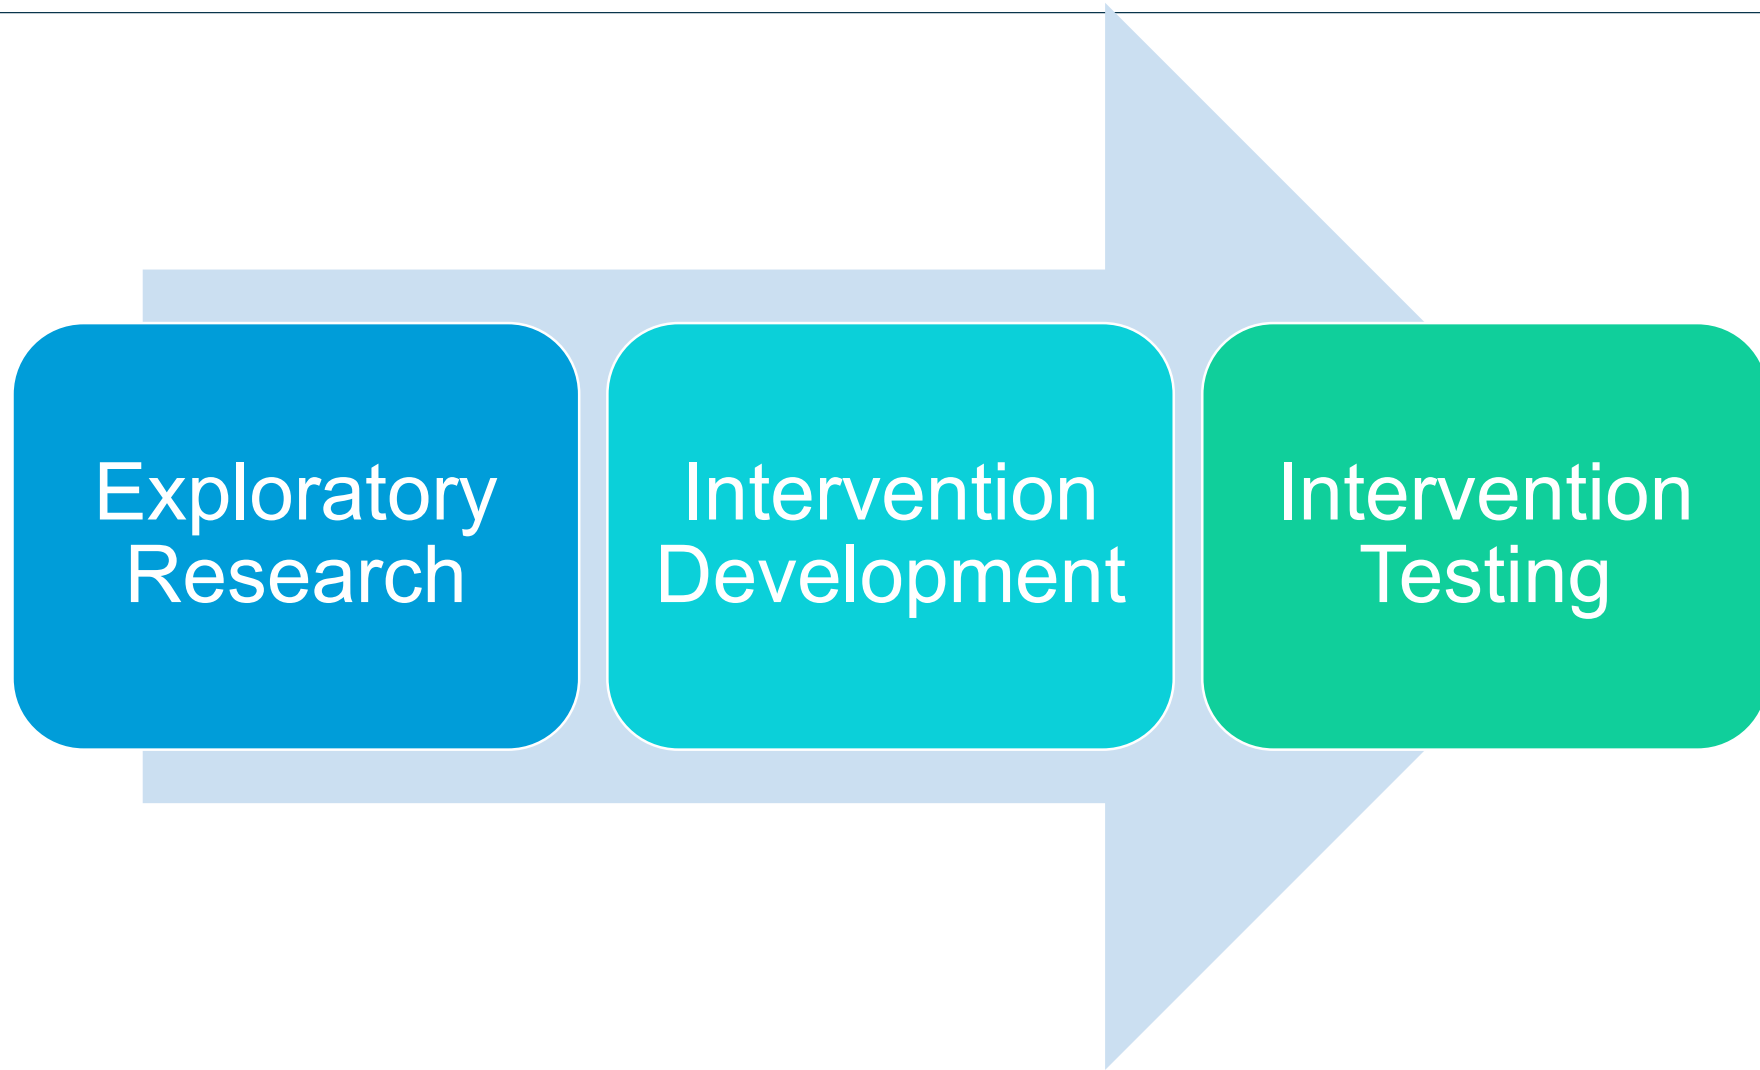 Exploratory
Research
Intervention
Development
Intervention
Testing